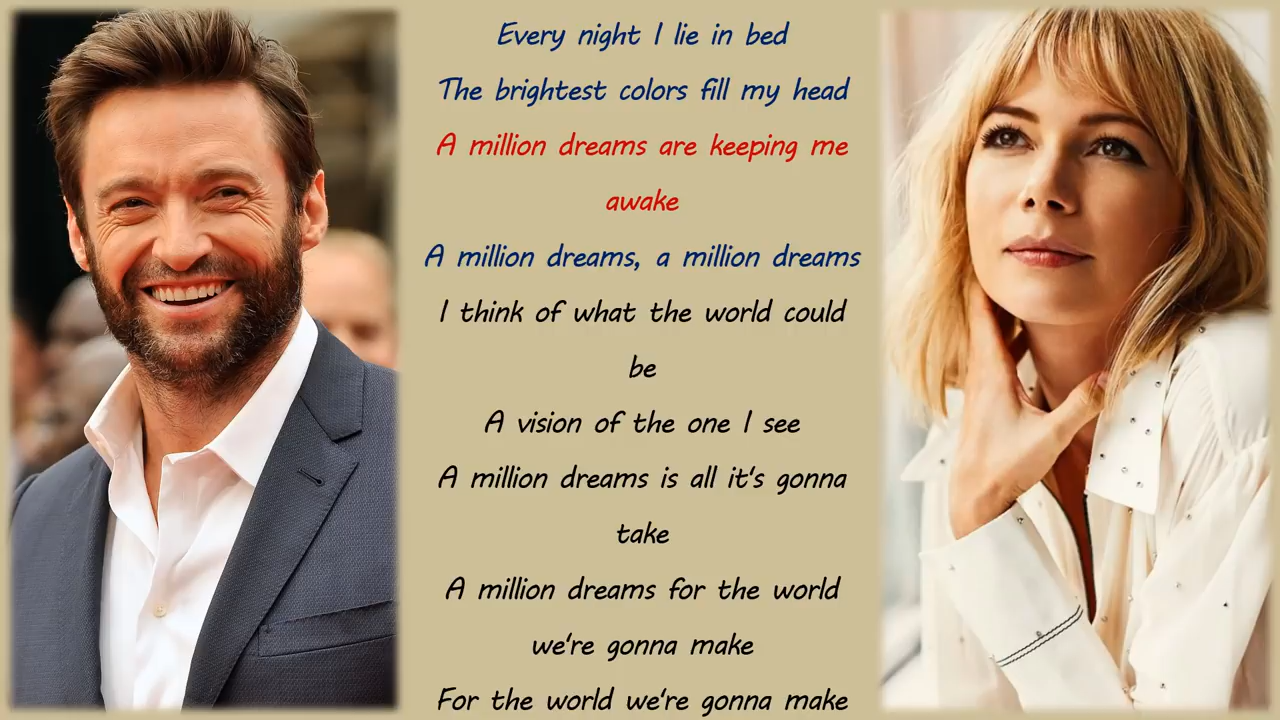 Every night I lie in bed
The brightest colors fill my head
A million dreams are keeping me
awake
A million dreams, a million dreams
I think of what the world could
be
A vision of the one I see
A million dreams is all it's gonna
take
A million dreams for the world
we're gonna make
For the world we're gonna make